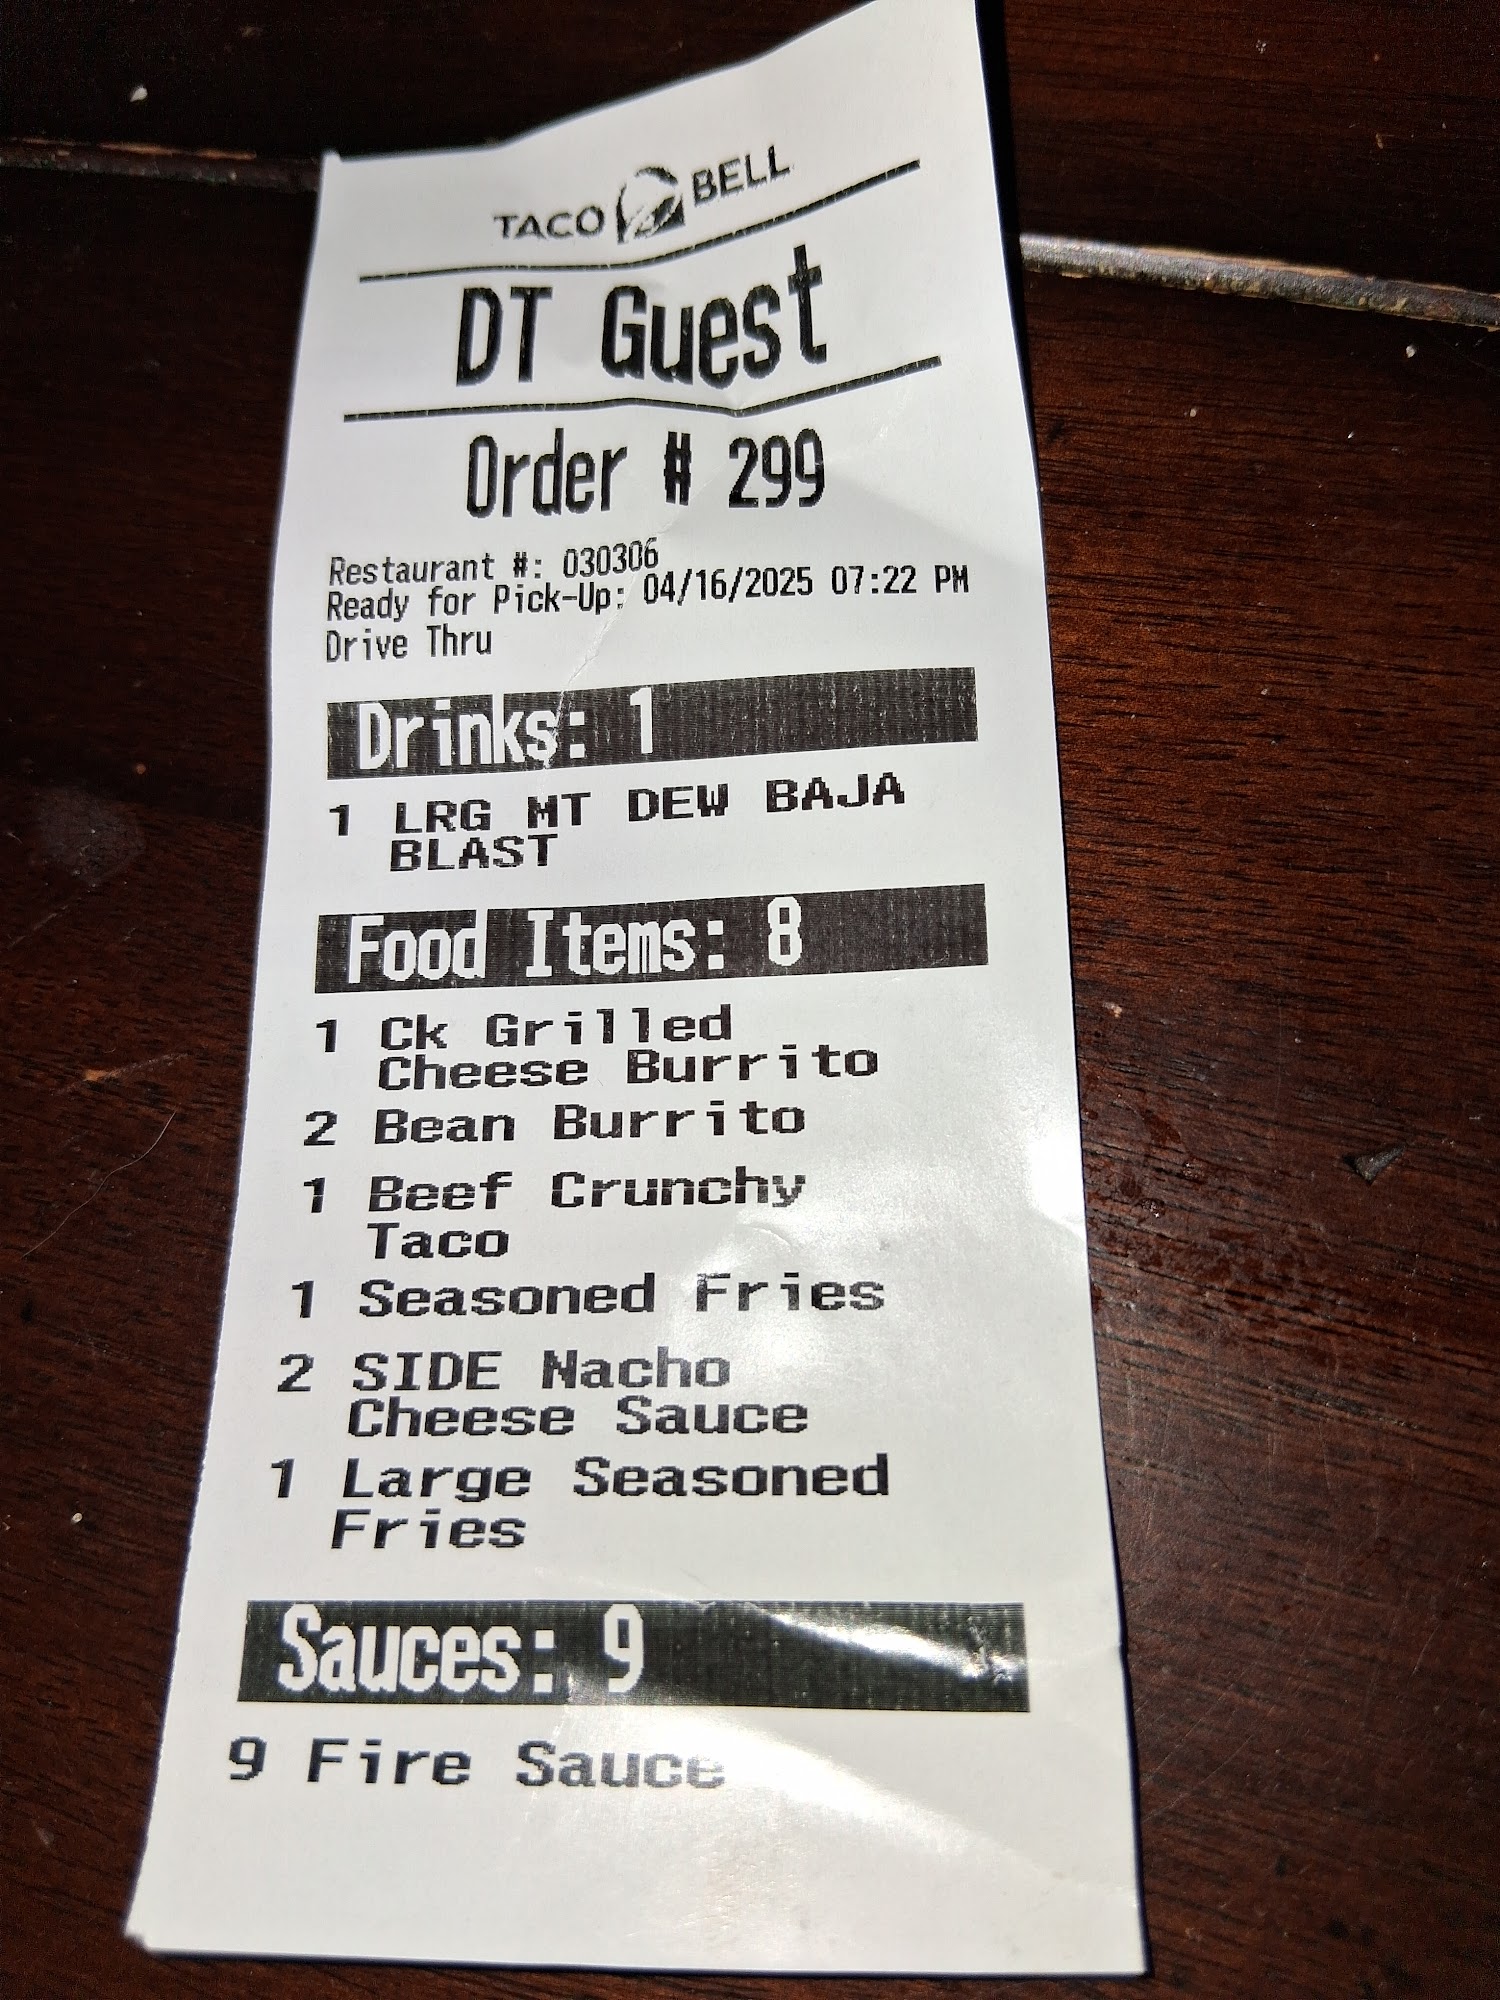 TACO BELL
DT Guest
Order # 299
Restaurant #: 030306
Ready for Pick-Up: 04/16/2025 07:22 PM
Drive Thru
Drinks: 1
1 LRG MT DEW BAJA
BLAST
Food Items: 8
1 Ck Grilled
Cheese Burrito
2 Bean Burrito
1 Beef Crunchy
Taco
1 Seasoned Fries
2 SIDE Nacho
Cheese Sauce
1 Large Seasoned
Fries
Sauces: 9
9 Fire Sauce